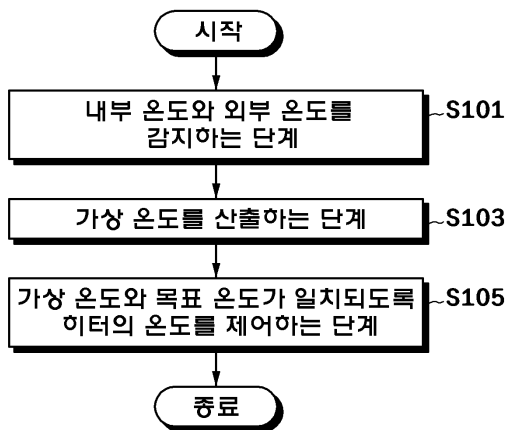 시작
내부 온도와 외부 온도를
감지하는 단계
S101
가상 온도를 산출하는 단계
S103
가상 온도와 목표 온도가 일치되도록
히터의 온도를 제어하는 단계
S105
종료